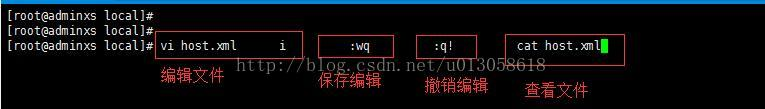 [root@adminxs local]#
[root@adminxs local]#
[root@adminxs local]# vi host.xml i :wq :q! cat host.xml
http://blog.csdn.net/u013058618
编辑文件 保存编辑 撤销编辑 查看文件